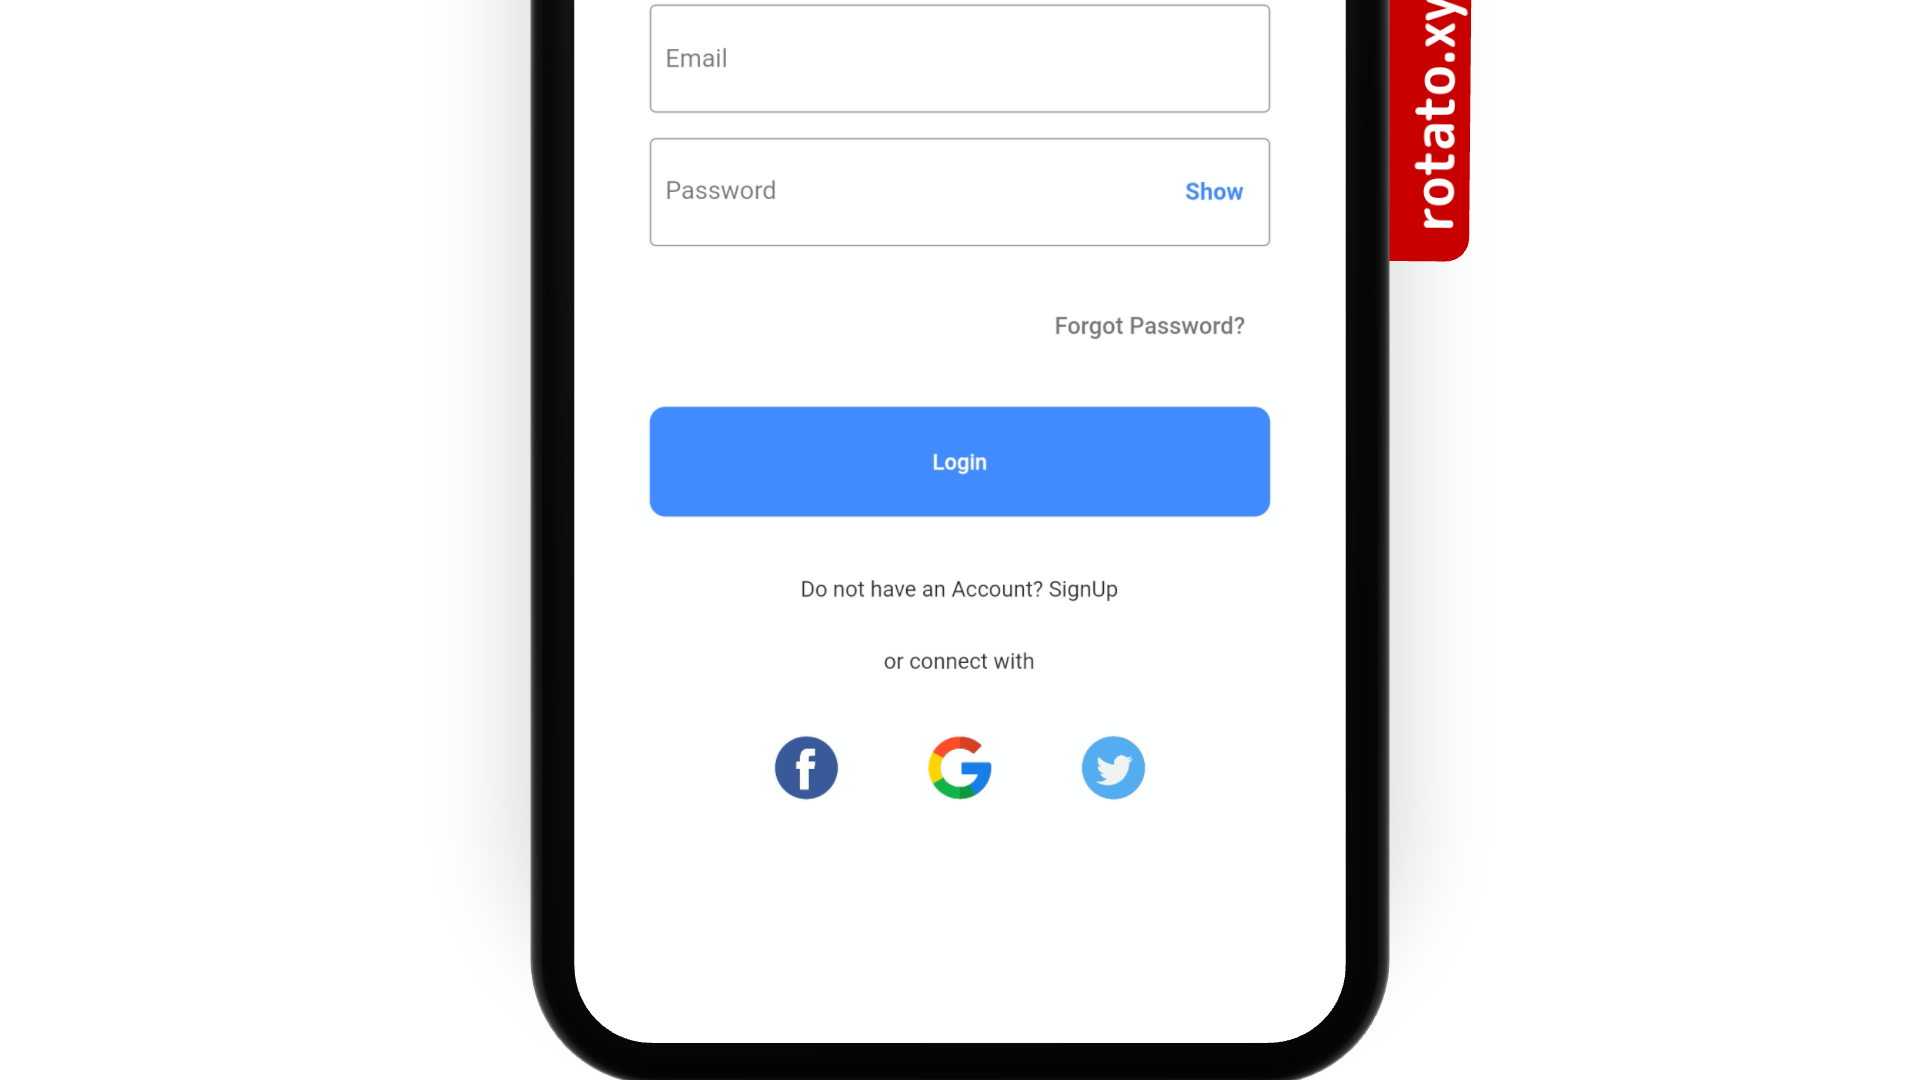 Email
rotato.xy
Password
Show
Forgot Password?
Login
Do not have an Account? SignUp
or connect with